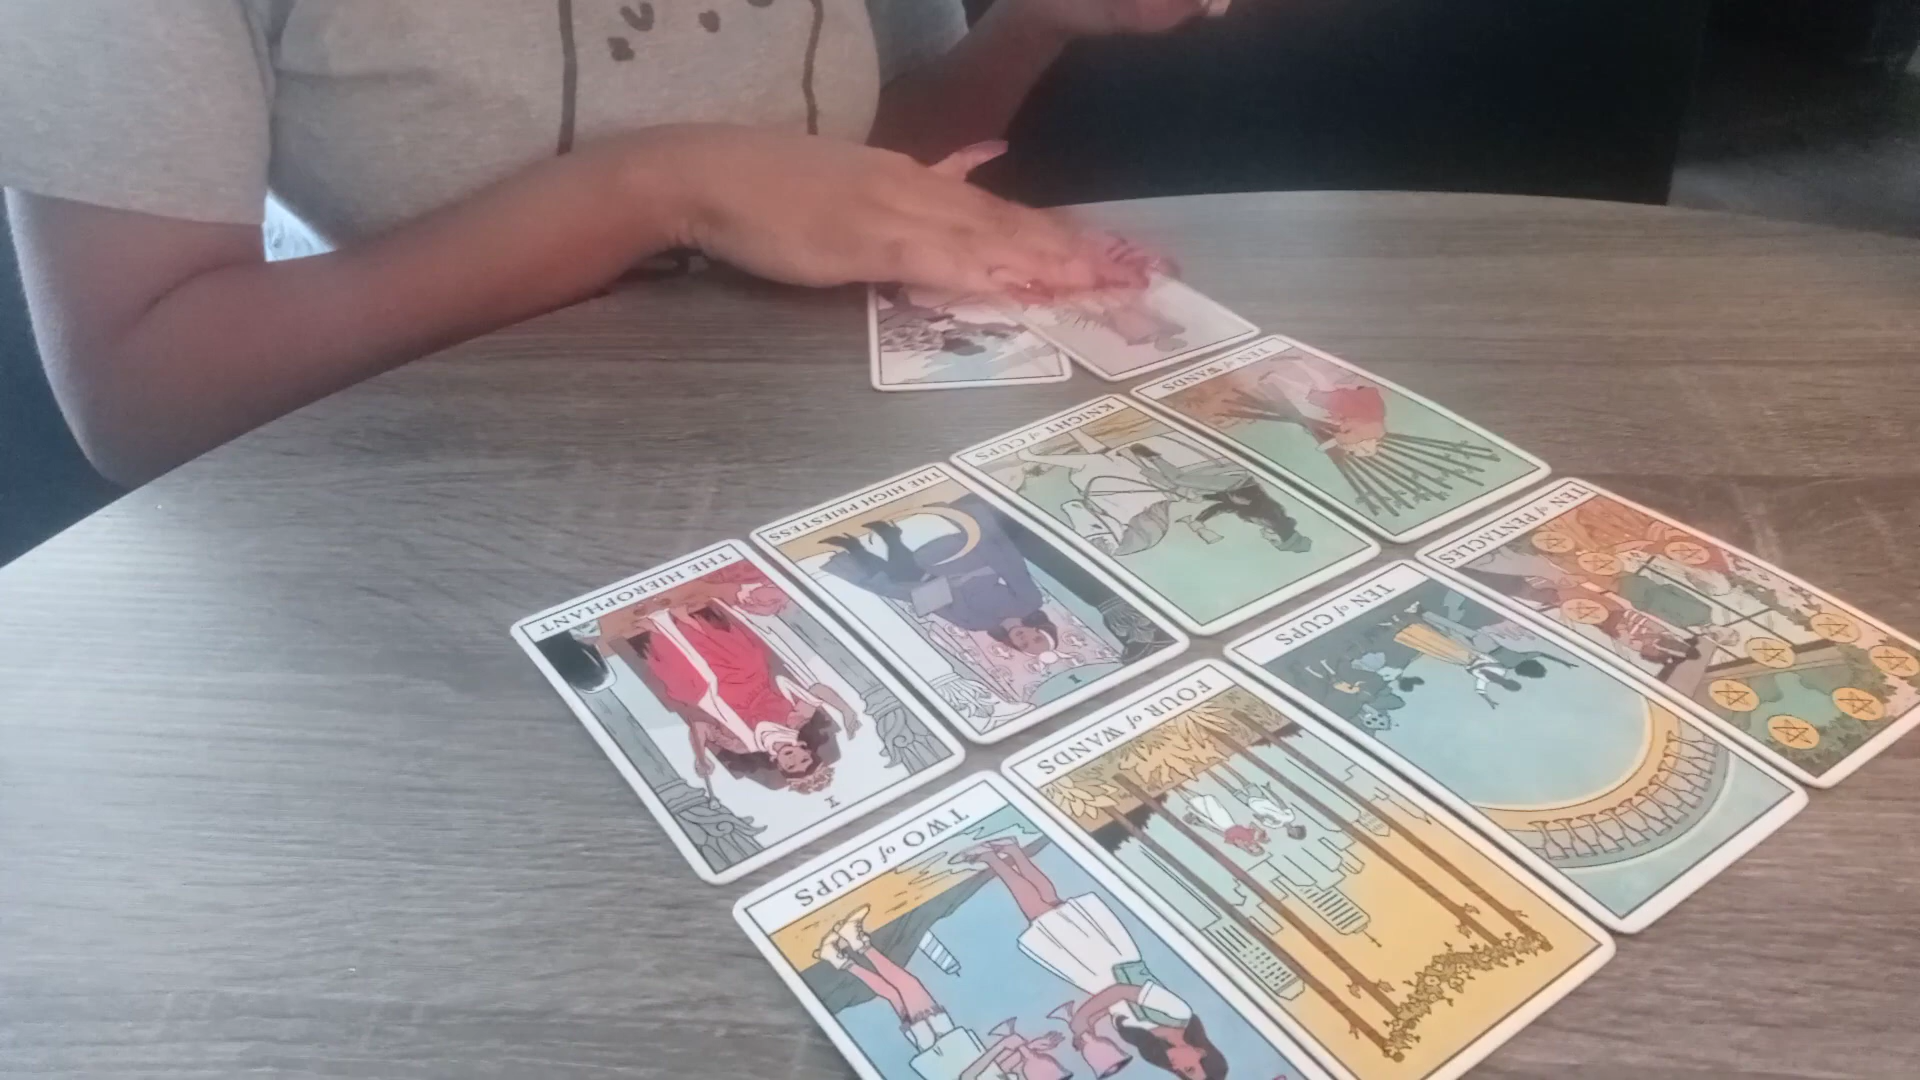 TEN of WANDS
KNIGHT of CUPS
THE HIGH PRIESTESS
THE HIEROPHANT
TEN of PENTACLES
TEN of CUPS
FOUR of WANDS
TWO of CUPS
I
I